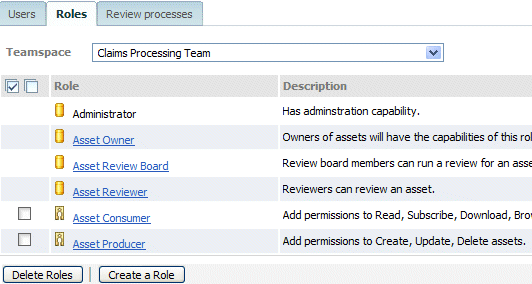 Users Roles Review processes
Teamspace Claims Processing Team
Role Description
Administrator Has adminstration capability.
Asset Owner Owners of assets will have the capabilities of this
Asset Review Board Review board members can run a review for an
Asset Reviewer Reviewers can review an asset.
Asset Consumer Add permissions to Read, Subscribe, Download,
Asset Producer Add permissions to Create, Update, Delete assets.
Delete Roles Create a Role